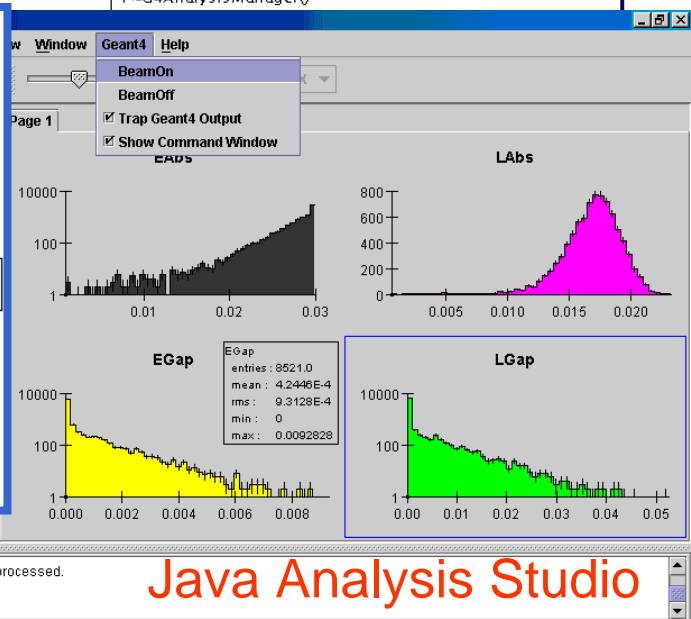 w Window Geant4 Help
BeamOn
BeamOff
Trap Geant4 Output
Show Command Window
Page 1
EAbs
10000
100
1
0.01 0.02 0.03
LAbs
800
600
400
200
0
0.005 0.010 0.015 0.020
EGap
10000
100
1
0.000 0.002 0.004 0.006 0.008
EGap
entries : 8521.0
mean : 4.2446E-4
rms : 9.3128E-4
min : 0
max : 0.0092828
LGap
10000
100
1
0.00 0.01 0.02 0.03 0.04 0.05
processed.
Java Analysis Studio